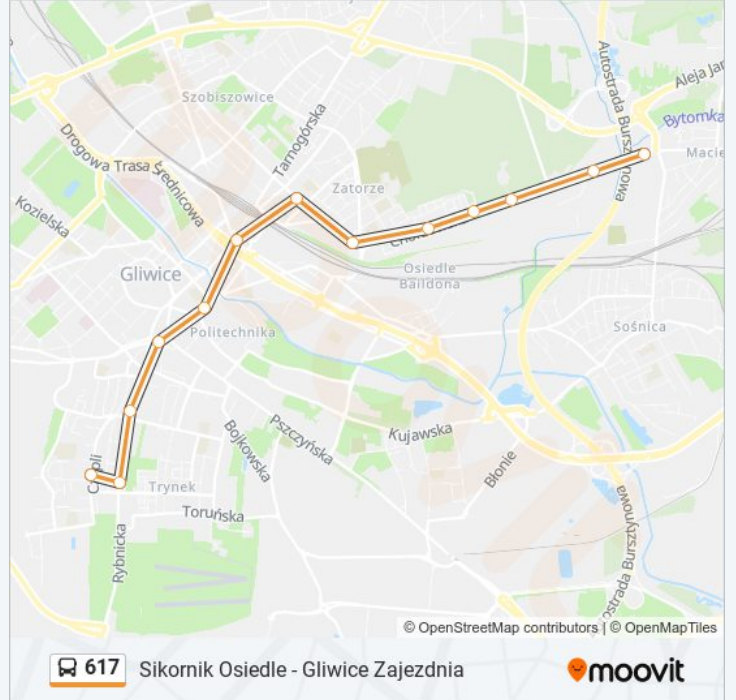 Autostrada Bursztynowa
Aleja Jan
Szobiszowice
Bytomka
Tarnogórska
Drogowa Trasa Średnicowa
Macie
Zatorze
Kozielska
Gliwice
Osiedle
Baildona
Politechnika
Sośnica
Pszczyńska
Kujawska
Bojkowska
Błonie
Trynek
Toruńska
Rybnicka
ostrada Bursztynowa
© OpenStreetMap contributors | © OpenMapTiles
617 Sikornik Osiedle - Gliwice Zajezdnia
moovit